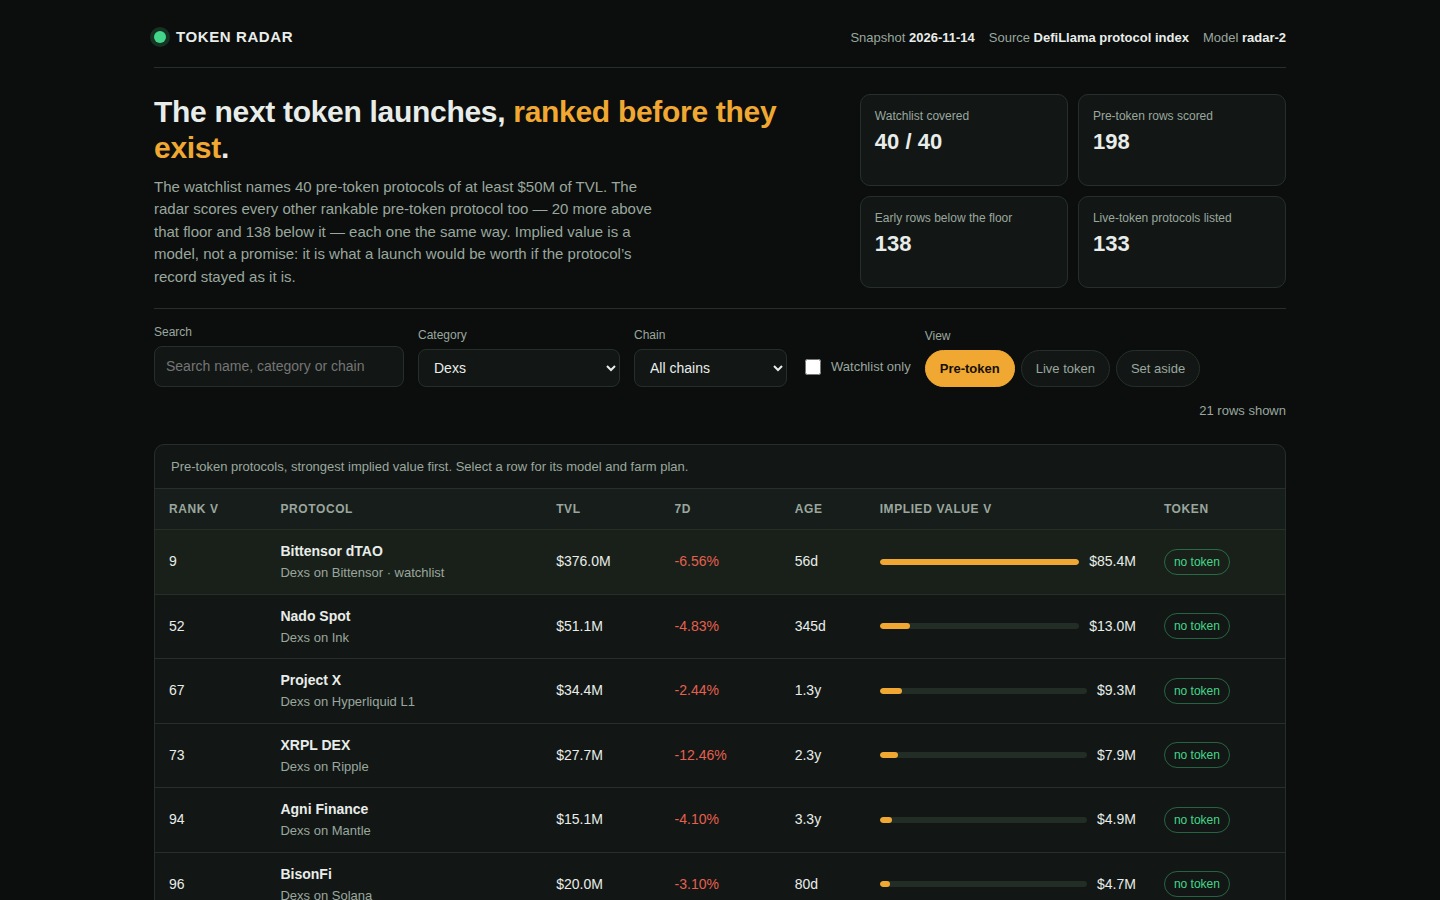 TOKEN RADAR
Snapshot 2026-11-14 Source DefiLlama protocol index Model radar-2
The next token launches, ranked before they
exist.
The watchlist names 40 pre-token protocols of at least $50M of TVL. The
radar scores every other rankable pre-token protocol too — 20 more above
that floor and 138 below it — each one the same way. Implied value is a
model, not a promise: it is what a launch would be worth if the protocol's
record stayed as it is.
Watchlist covered
40 / 40
Pre-token rows scored
198
Early rows below the floor
138
Live-token protocols listed
133
Search
Search name, category or chain
Category
Dexs
Chain
All chains
Watchlist only
View
Pre-token Live token Set aside
21 rows shown
Pre-token protocols, strongest implied value first. Select a row for its model and farm plan.
RANK V PROTOCOL TVL 7D AGE IMPLIED VALUE V TOKEN
9 Bittensor dTAO $376.0M -6.56% 56d $85.4M no token
Dexs on Bittensor · watchlist
52 Nado Spot $51.1M -4.83% 345d $13.0M no token
Dexs on Ink
67 Project X $34.4M -2.44% 1.3y $9.3M no token
Dexs on Hyperliquid L1
73 XRPL DEX $27.7M -12.46% 2.3y $7.9M no token
Dexs on Ripple
94 Agni Finance $15.1M -4.10% 3.3y $4.9M no token
Dexs on Mantle
96 BisonFi $20.0M -3.10% 80d $4.7M no token
Dexs on Solana